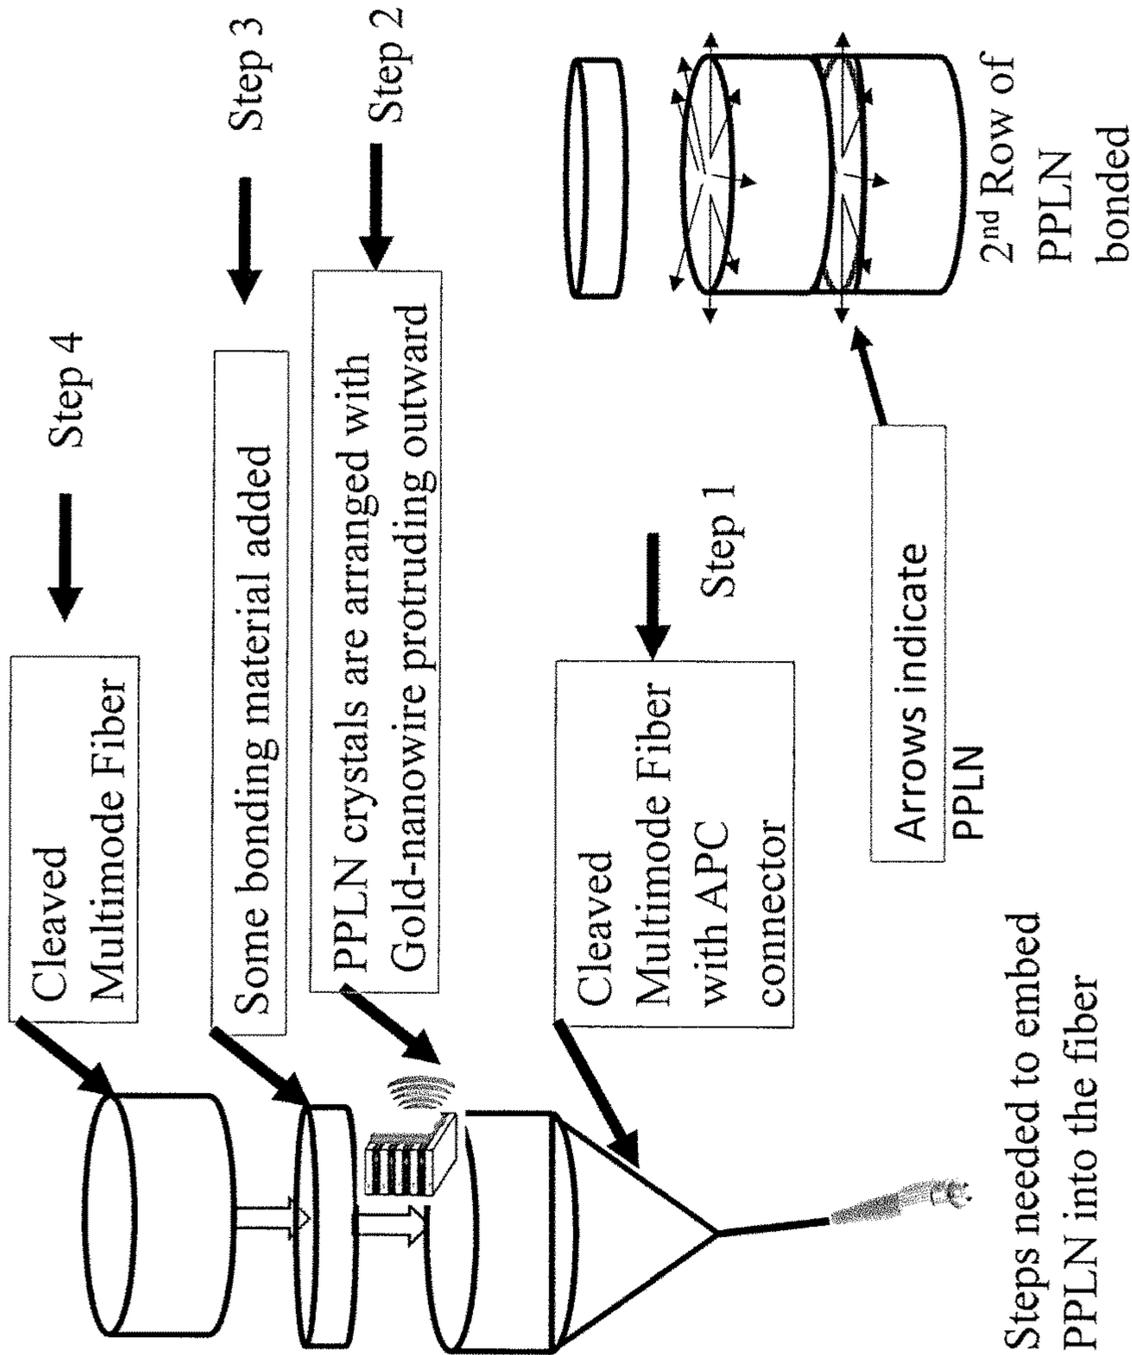 Step 4
Cleaved
Multimode Fiber
Step 3
Some bonding material added
Step 2
PPLN crystals are arranged with
Gold-nanowire protruding outward
Cleaved
Multimode Fiber
with APC
connector
Step 1
2nd Row of
PPLN
bonded
Arrows indicate
PPLN
Steps needed to embed
PPLN into the fiber